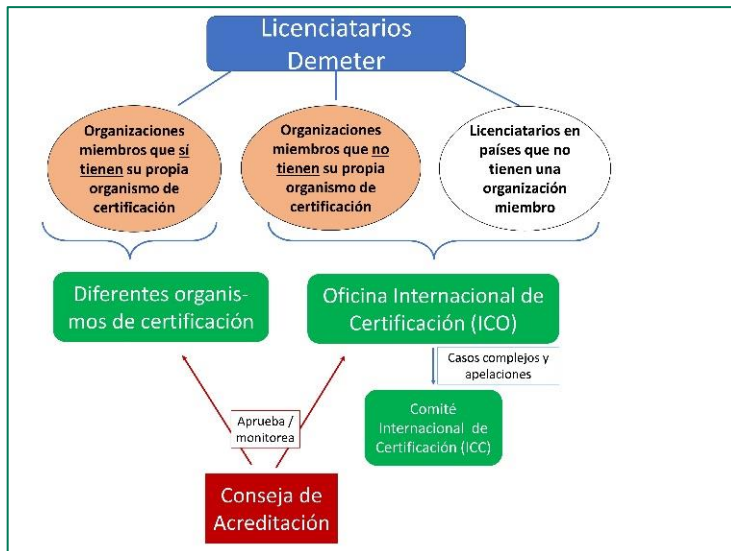 Licenciatarios
Demeter
Organizaciones
miembros que sí
tienen su propia
organismo de
certificación
Organizaciones
miembros que no
tienen su propia
organismo de
certificación
Licenciatarios en
países que no
tienen una
organización
miembro
Diferentes organis-
mos de certificación
Oficina Internacional de
Certificación (ICO)
Casos complejos y
apelaciones
Aprueba /
monitorea
Comité
Internacional de
Certificación (ICC)
Conseja de
Acreditación